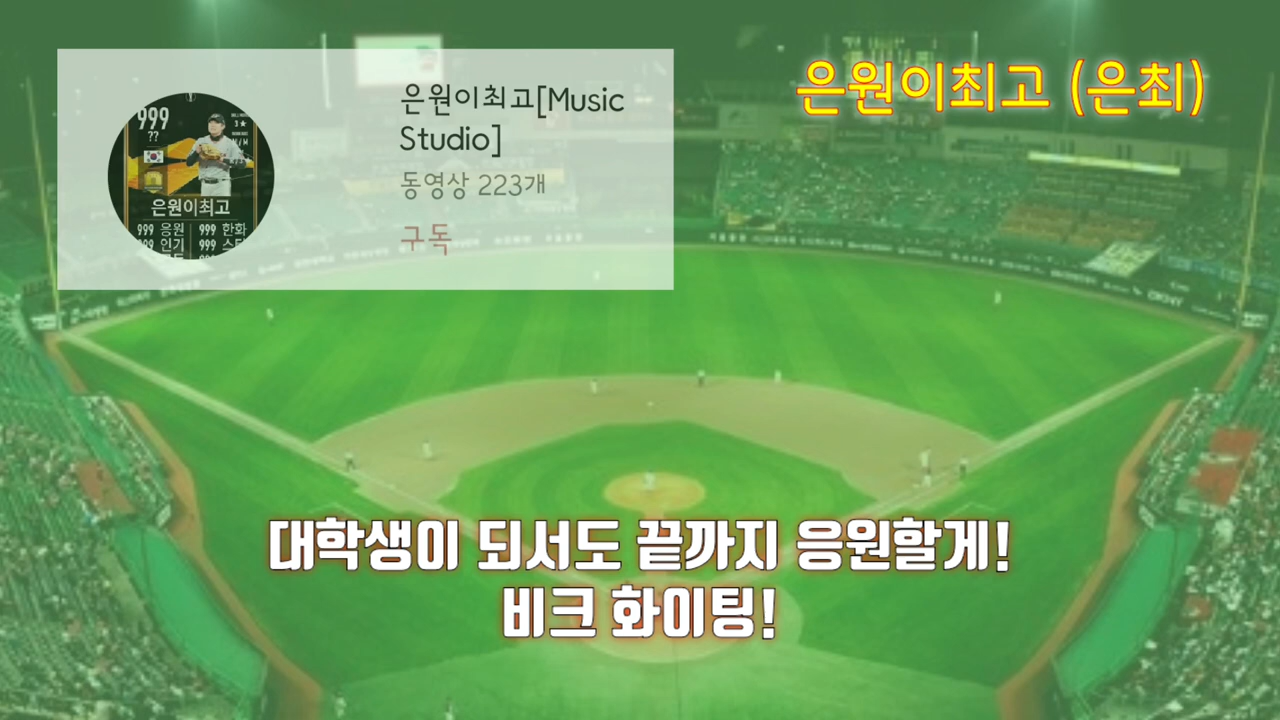 은원이최고[Music
Studio]
동영상 223개
구독
은원이최고 (은최)
999
??
은원이최고
999 응원 999 한화
999 인기 999
대학생이 되서도 끝까지 응원할게!
비크 화이팅!